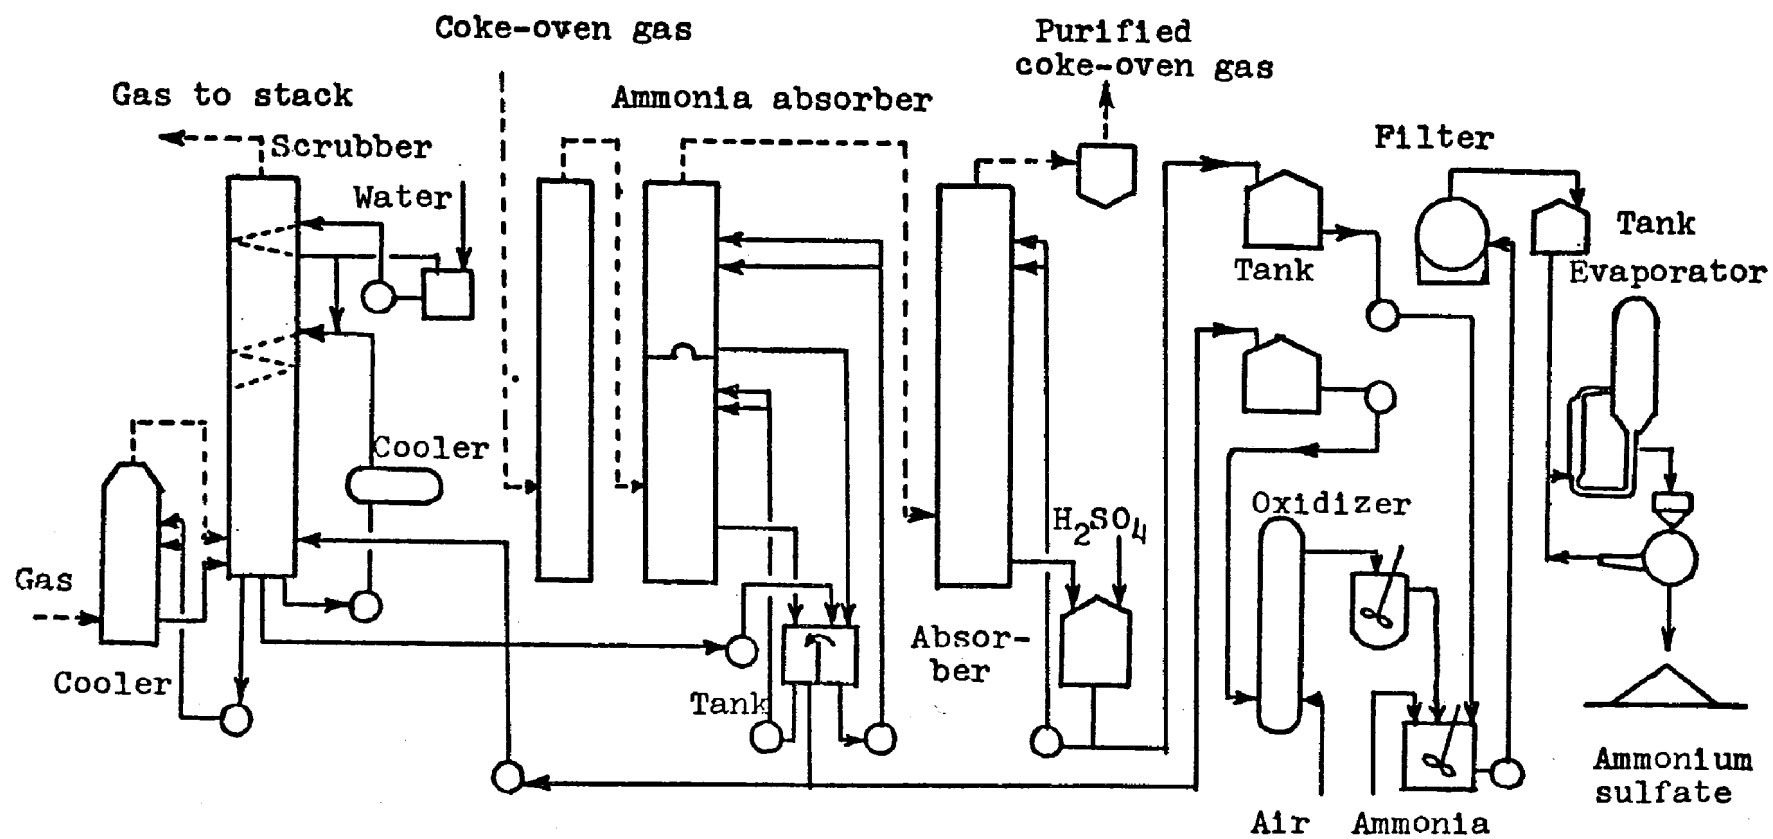 Coke-oven gas
Purified
coke-oven gas
Gas to stack
Ammonia absorber
Scrubber
Filter
Water
Tank
Tank
Evaporator
Cooler
Oxidizer
H2SO4
Gas
Absor-
ber
Cooler
Tank
Ammonium
sulfate
Air
Ammonia